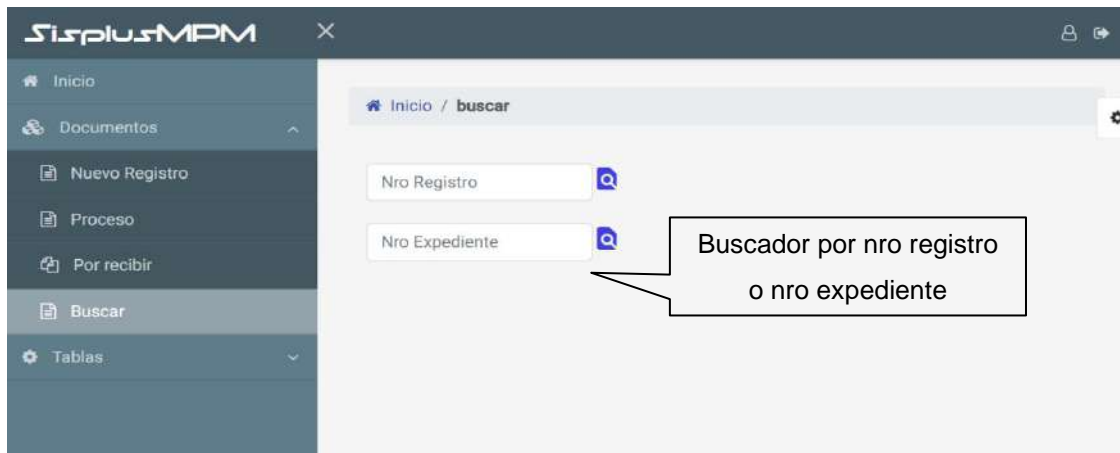 SisplusMPM
Inicio
Documentos
Nuevo Registro
Proceso
Por recibir
Buscar
Tablas
Inicio / buscar
Nro Registro
Nro Expediente
Buscador por nro registro
o nro expediente